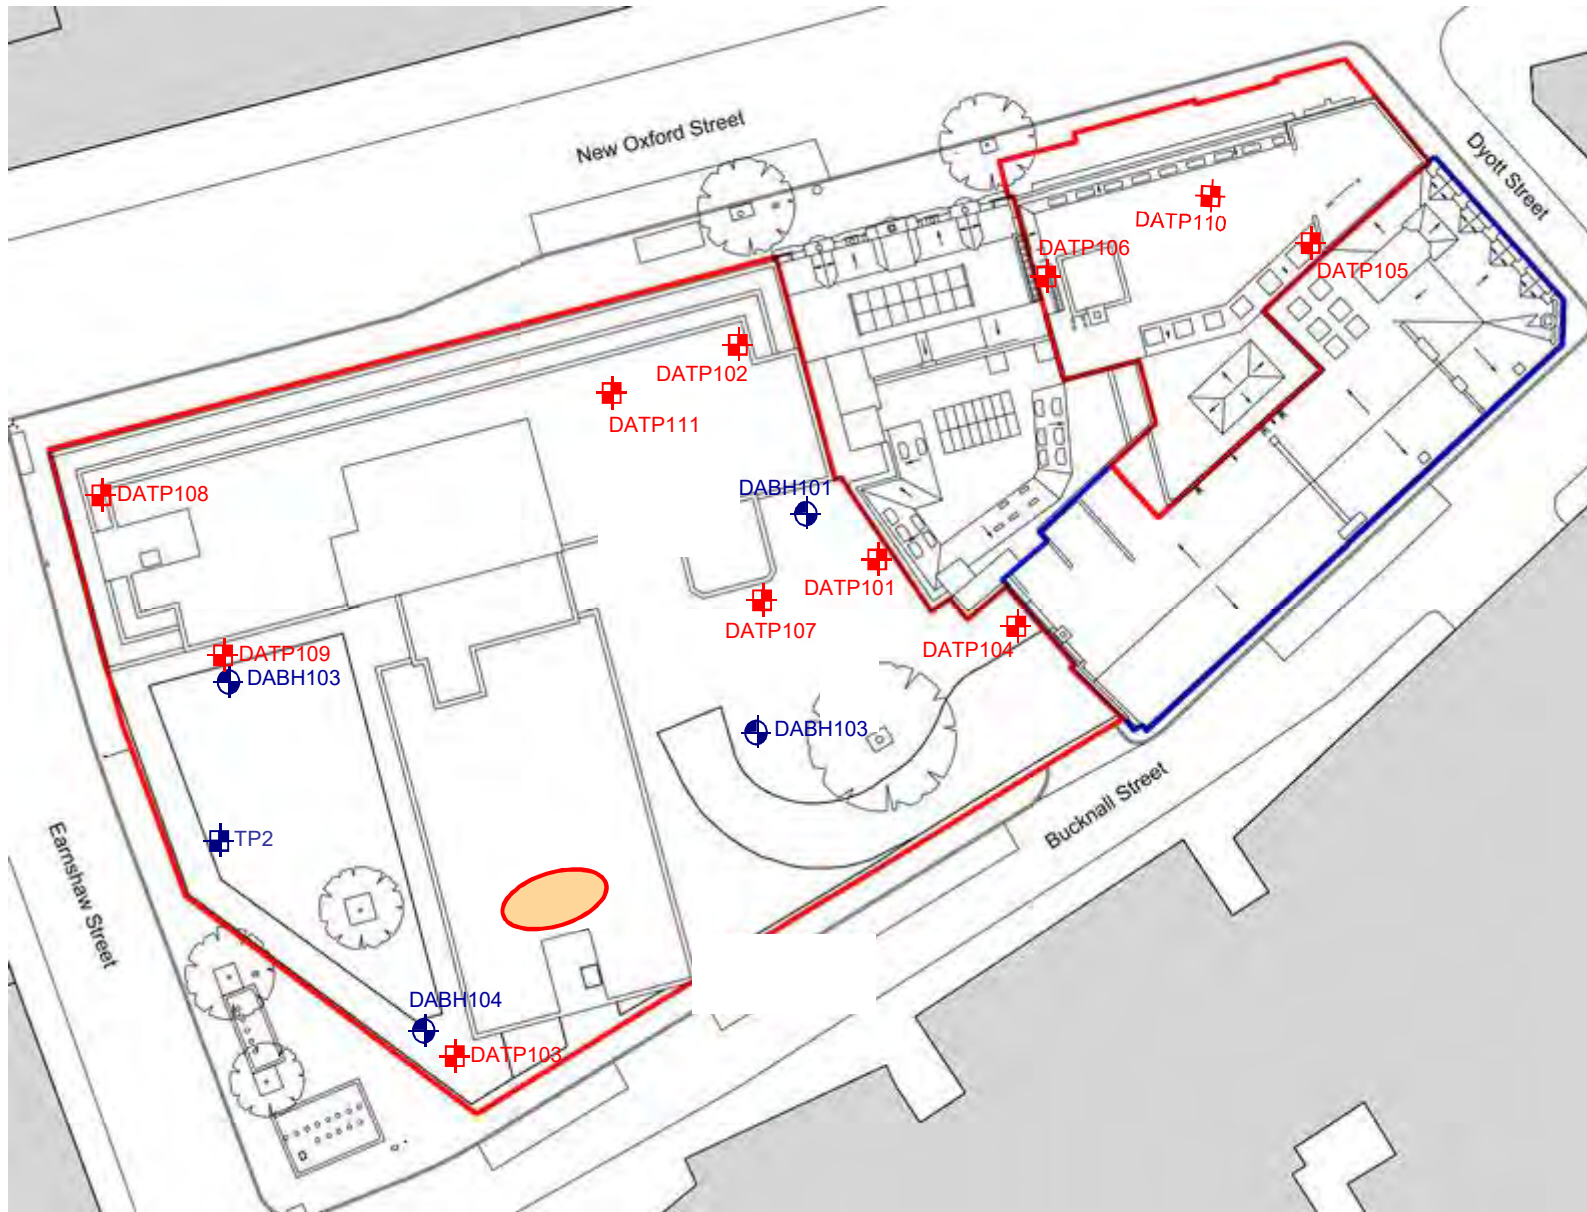 New Oxford Street
Dyott Street
DATP110
DATP106
DATP105
DATP102
DATP111
DATP108
DABH101
DATP101
DATP107
DATP104
DATP109
DABH103
DABH103
TP2
Bucknall Street
Earnshaw Street
DABH104
DATP103